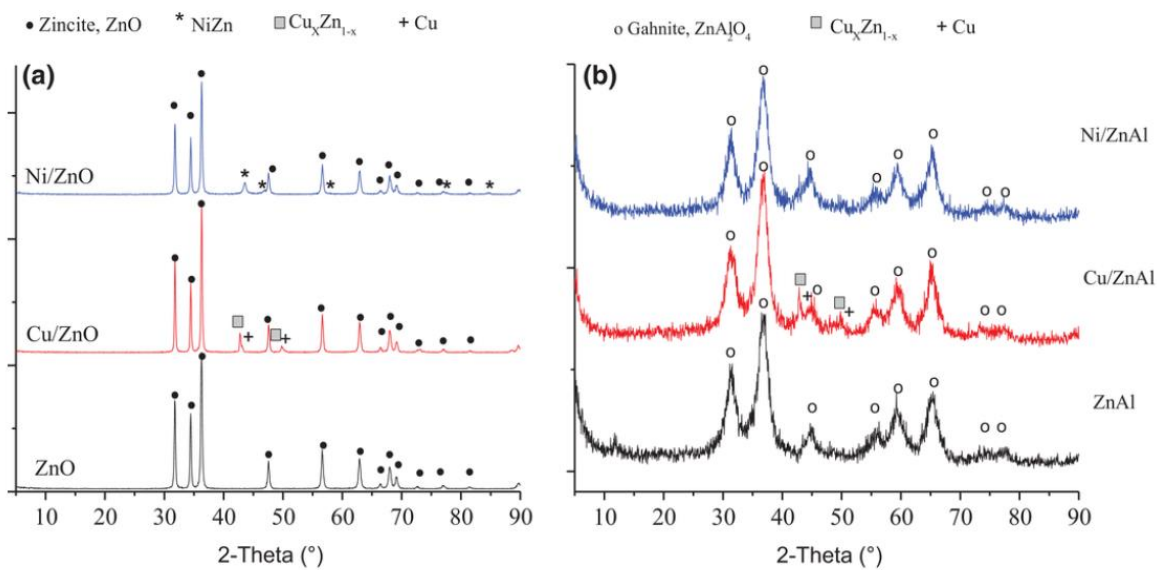 • Zincite, ZnO * NiZn ■ CuXZn1-x + Cu
o Gahnite, ZnAl2O4 ■ CuXZn1-x + Cu
(a)
Ni/ZnO
Cu/ZnO
ZnO
10 20 30 40 50 60 70 80 90
2-Theta (°)
(b)
Ni/ZnAl
Cu/ZnAl
ZnAl
10 20 30 40 50 60 70 80 90
2-Theta (°)